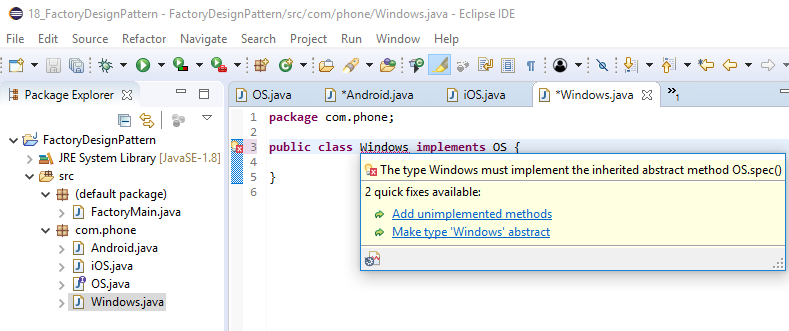 18_FactoryDesignPattern - FactoryDesignPattern/src/com/phone/Windows.java - Eclipse IDE
File Edit Source Refactor Navigate Search Project Run Window Help
Package Explorer
OS.java *Android.java iOS.java *Windows.java »1
FactoryDesignPattern
JRE System Library [JavaSE-1.8]
src
(default package)
FactoryMain.java
com.phone
Android.java
iOS.java
OS.java
Windows.java
1 package com.phone;
2
3 public class Windows implements OS {
4
5 }
6
The type Windows must implement the inherited abstract method OS.spec()
2 quick fixes available:
Add unimplemented methods
Make type 'Windows' abstract